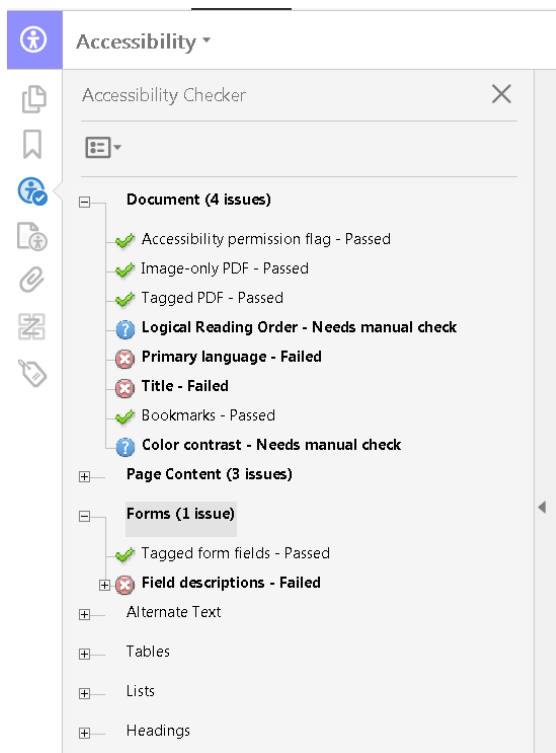 Accessibility
Accessibility Checker
Document (4 issues)
Accessibility permission flag - Passed
Image-only PDF - Passed
Tagged PDF - Passed
Logical Reading Order - Needs manual check
Primary language - Failed
Title - Failed
Bookmarks - Passed
Color contrast - Needs manual check
Page Content (3 issues)
Forms (1 issue)
Tagged form fields - Passed
Field descriptions - Failed
Alternate Text
Tables
Lists
Headings